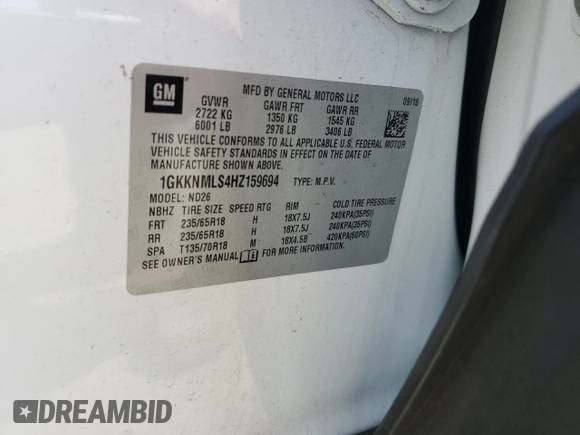 GM
MFD BY GENERAL MOTORS LLC 09/16
GVWR GAWR FRT GAWR RR
2722 KG 1350 KG 1545 KG
6001 LB 2976 LB 3406 LB
THIS VEHICLE CONFORMS TO ALL APPLICABLE U.S. FEDERAL MOTOR
VEHICLE SAFETY STANDARDS IN EFFECT ON THE DATE OF
MANUFACTURE SHOWN ABOVE.
1GKKNMLS4HZ159694 TYPE: M.P.V.
MODEL: ND26
NBHZ TIRE SIZE SPEED RTG RIM COLD TIRE PRESSURE
FRT 235/65R18 H 18X7.5J 240KPA(35PSI)
RR 235/65R18 H 18X7.5J 240KPA(35PSI)
SPA T135/70R18 M 18X4.5B 420KPA(60PSI)
SEE OWNER'S MANUAL FOR MORE INFORMATION.
DREAMBID